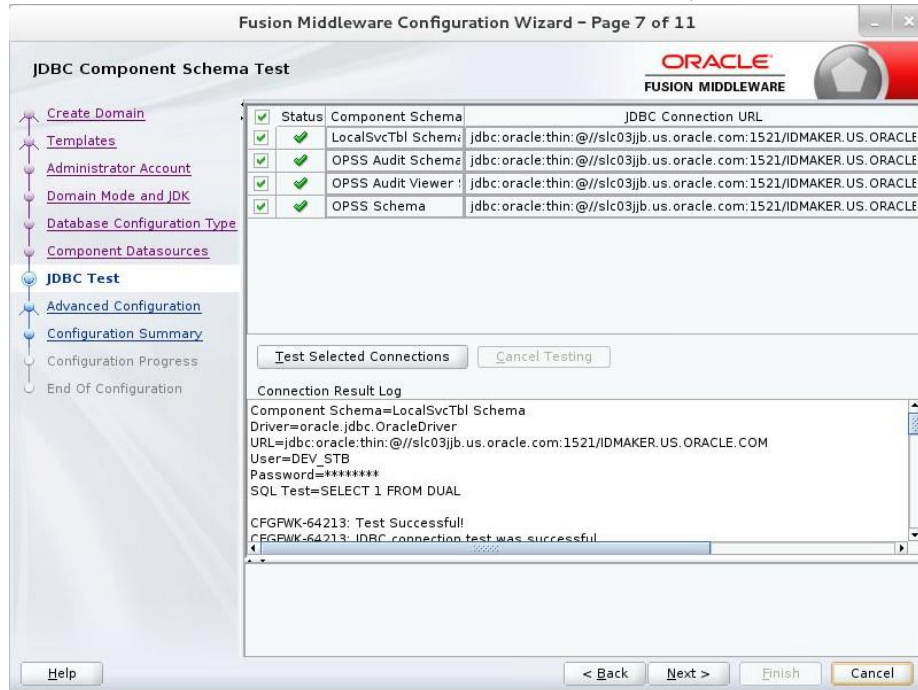 Fusion Middleware Configuration Wizard – Page 7 of 11
JDBC Component Schema Test
ORACLE
FUSION MIDDLEWARE
Create Domain
Templates
Administrator Account
Domain Mode and JDK
Database Configuration Type
Component Datasources
JDBC Test
Advanced Configuration
Configuration Summary
Configuration Progress
End Of Configuration
Status Component Schema JDBC Connection URL
LocalSvcTbl Schema jdbc:oracle:thin:@//slc03jjb.us.oracle.com:1521/IDMAKER.US.ORACLE
OPSS Audit Schema jdbc:oracle:thin:@//slc03jjb.us.oracle.com:1521/IDMAKER.US.ORACLE
OPSS Audit Viewer jdbc:oracle:thin:@//slc03jjb.us.oracle.com:1521/IDMAKER.US.ORACLE
OPSS Schema jdbc:oracle:thin:@//slc03jjb.us.oracle.com:1521/IDMAKER.US.ORACLE
Test Selected Connections Cancel Testing
Connection Result Log
Component Schema=LocalSvcTbl Schema
Driver=oracle.jdbc.OracleDriver
URL=jdbc:oracle:thin:@//slc03jjb.us.oracle.com:1521/IDMAKER.US.ORACLE.COM
User=DEV_STB
Password=********
SQL Test=SELECT 1 FROM DUAL
CFGFWK-64213: Test Successful!
CFGFWK-64213: JDBC connection test was successful
Help < Back Next > Finish Cancel